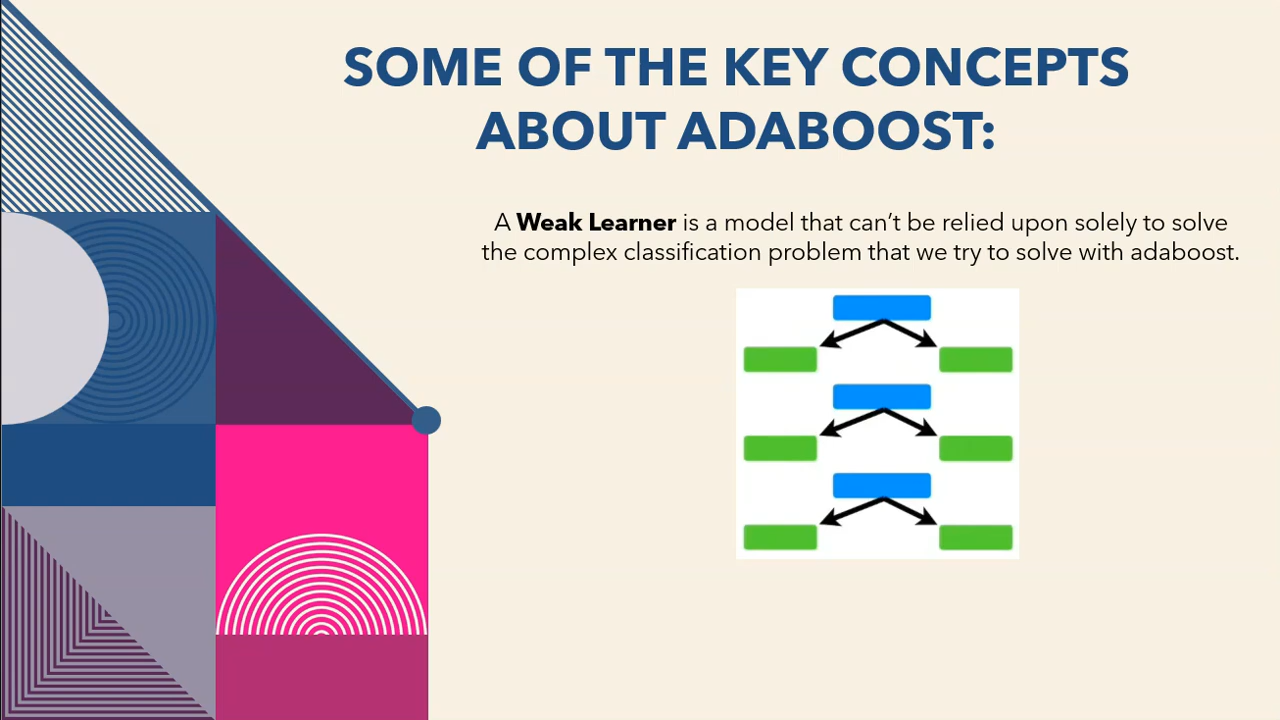 SOME OF THE KEY CONCEPTS
ABOUT ADABOOST:
A Weak Learner is a model that can’t be relied upon solely to solve
the complex classification problem that we try to solve with adaboost.